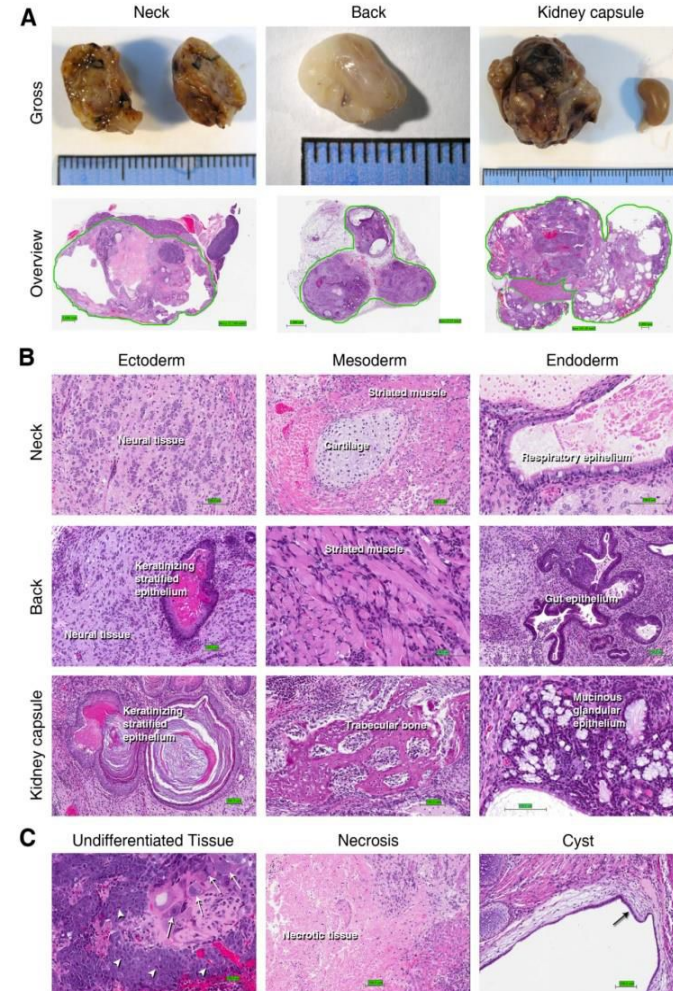 A
Neck Back Kidney capsule
Gross
Overview
B
Ectoderm Mesoderm Endoderm
Neck
Neural tissue
Striated muscle
Cartilage
Respiratory epihelium
Back
Keratinizing
stratified
epithelium
Neural tissue
Striated muscle
Gut epithelium
Kidney capsule
Keratinizing
stratified
epithelium
Trabecular bone
Mucinous
glandular
epithelium
C
Undifferentiated Tissue Necrosis Cyst
Necrotic tissue